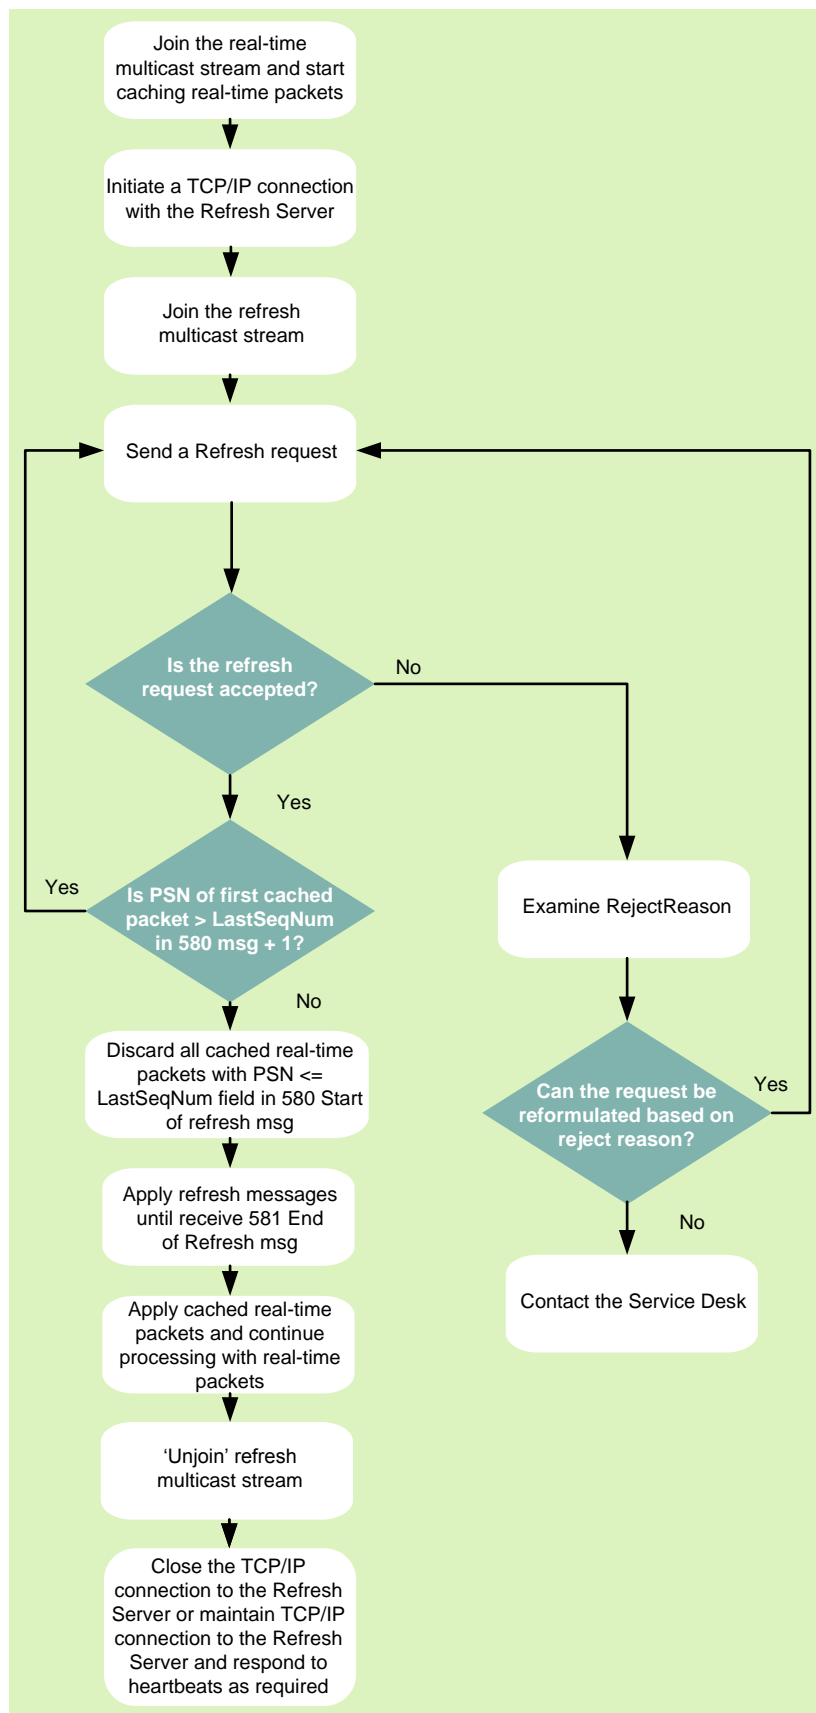 Join the real-time
multicast stream and start
caching real-time packets
Initiate a TCP/IP connection
with the Refresh Server
Join the refresh
multicast stream
Send a Refresh request
Is the refresh
request accepted?
No
Yes
Is PSN of first cached
packet > LastSeqNum
in 580 msg + 1?
Yes
No
Examine RejectReason
Can the request be
reformulated based on
reject reason?
Yes
No
Contact the Service Desk
Discard all cached real-time
packets with PSN <=
LastSeqNum field in 580 Start
of refresh msg
Apply refresh messages
until receive 581 End
of Refresh msg
Apply cached real-time
packets and continue
processing with real-time
packets
‘Unjoin’ refresh
multicast stream
Close the TCP/IP
connection to the Refresh
Server or maintain TCP/IP
connection to the Refresh
Server and respond to
heartbeats as required